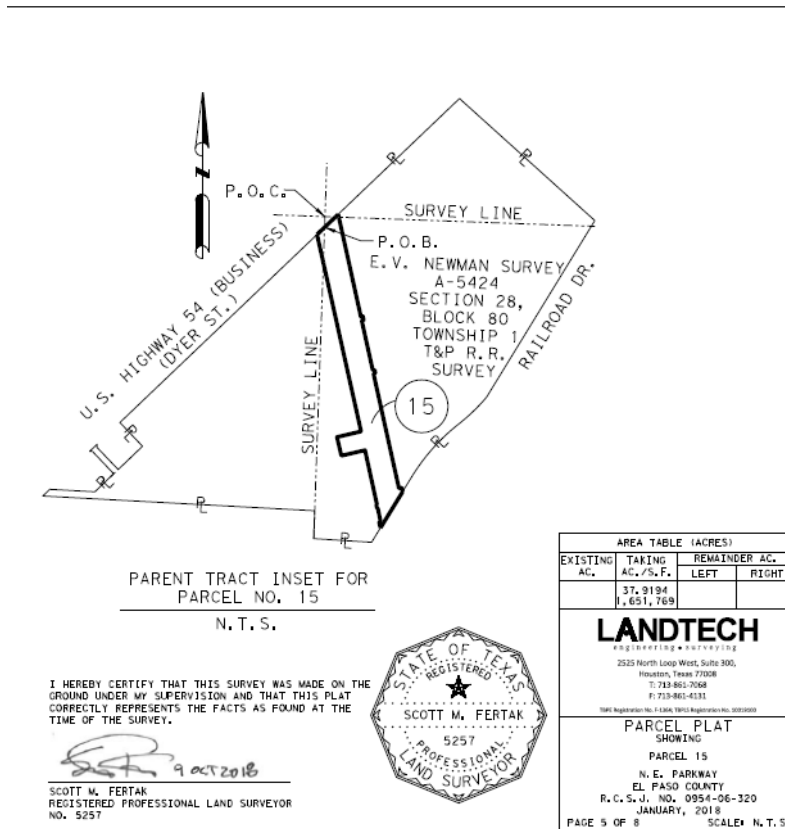 P.O.C.
SURVEY LINE
P.O.B.
E.V. NEWMAN SURVEY
A-5424
SECTION 28,
BLOCK 80
TOWNSHIP 1
T&P R.R.
SURVEY
RAILROAD DR.
U.S. HIGHWAY 54 (BUSINESS)
(DYER ST.)
SURVEY LINE
15
N
PARENT TRACT INSET FOR
PARCEL NO. 15
N.T.S.
I HEREBY CERTIFY THAT THIS SURVEY WAS MADE ON THE
GROUND UNDER MY SUPERVISION AND THAT THIS PLAT
CORRECTLY REPRESENTS THE FACTS AS FOUND AT THE
TIME OF THE SURVEY.
9 OCT 2018
SCOTT M. FERTAK
REGISTERED PROFESSIONAL LAND SURVEYOR
NO. 5257
STATE OF TEXAS
REGISTERED
SCOTT M. FERTAK
5257
PROFESSIONAL
LAND SURVEYOR
AREA TABLE (ACRES)
EXISTING AC.
TAKING AC./S.F.
REMAINDER AC.
LEFT
RIGHT
37.9194
1,651,769
LANDTECH
engineering • surveying
2525 North Loop West, Suite 300,
Houston, Texas 77008
T: 713-861-7068
F: 713-861-4131
PARCEL PLAT
SHOWING
PARCEL 15
N.E. PARKWAY
EL PASO COUNTY
R.C.S.J. NO. 0954-06-320
JANUARY, 2018
PAGE 5 OF 8
SCALE: N.T.S